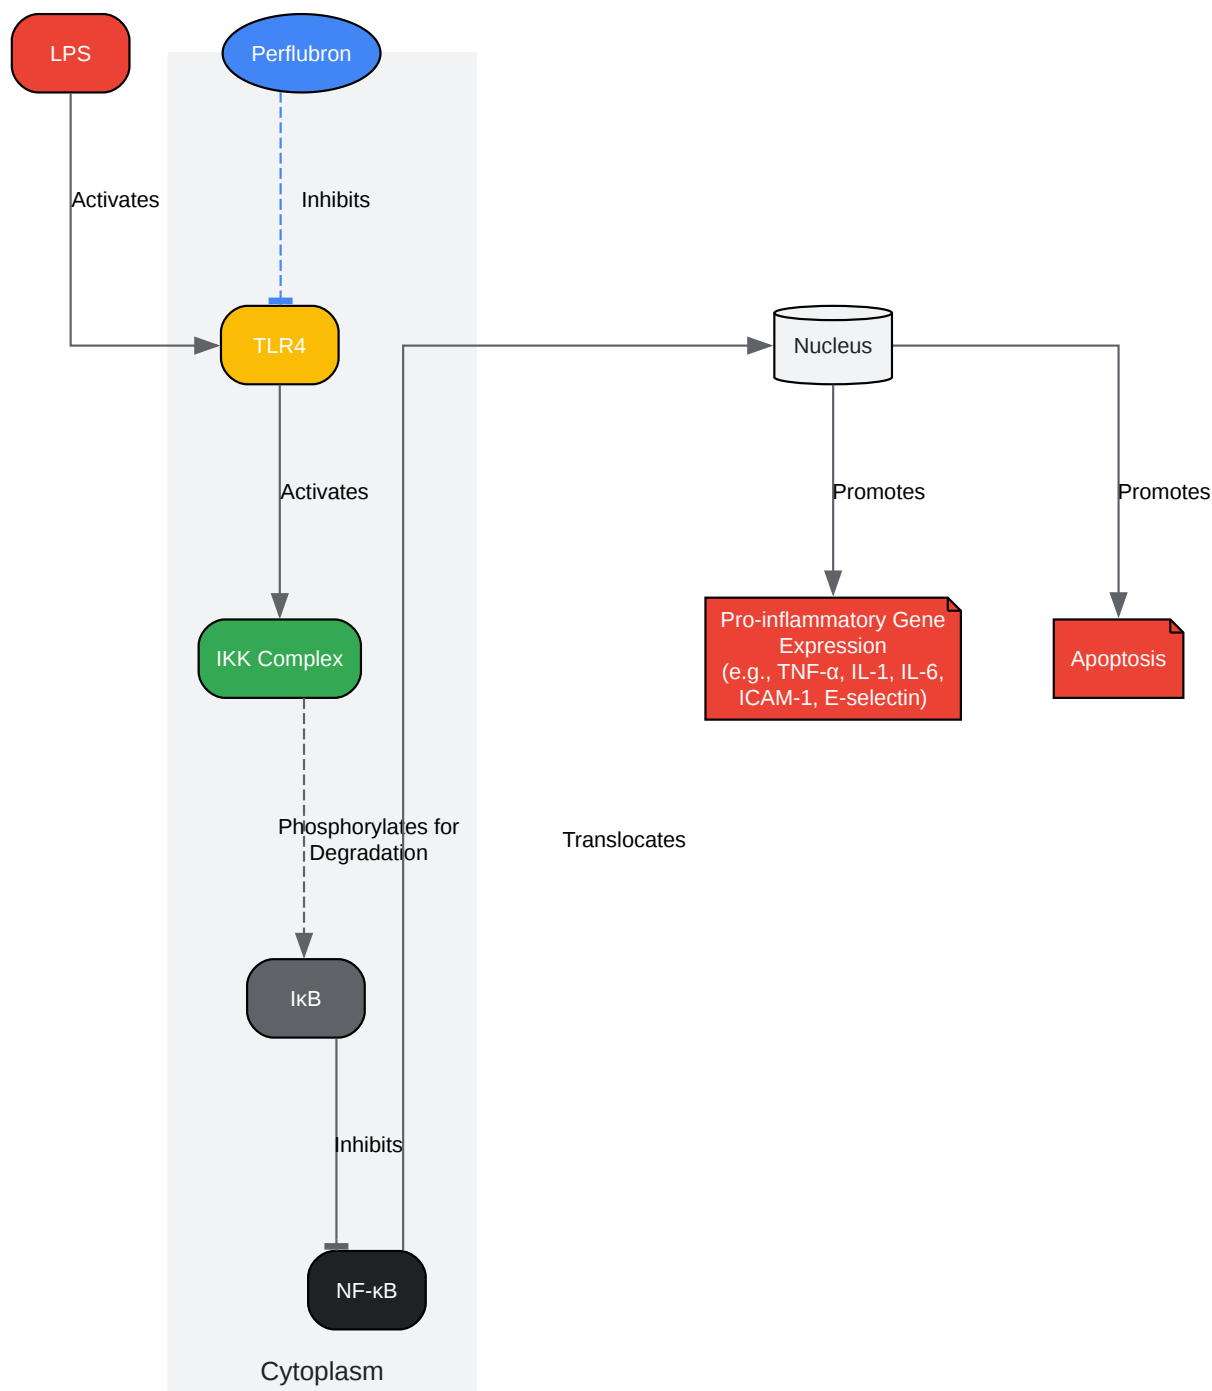 LPS
Perflubron
Activates
Inhibits
TLR4
Nucleus
Activates
Promotes
Promotes
IKK Complex
Pro-inflammatory Gene
Expression
(e.g., TNF-α, IL-1, IL-6,
ICAM-1, E-selectin)
Apoptosis
Phosphorylates for
Degradation
Translocates
IκB
Inhibits
NF-κB
Cytoplasm